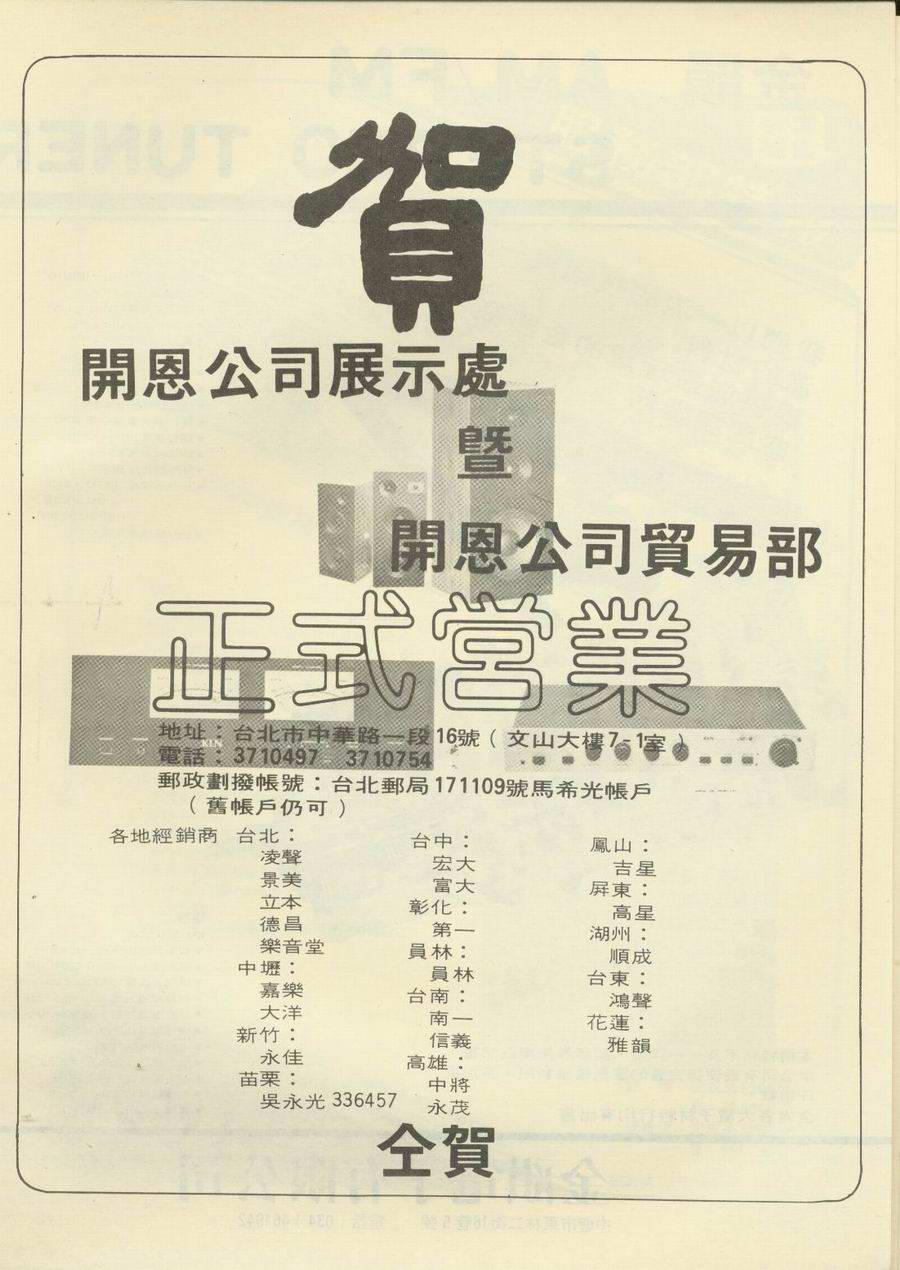 賀
開恩公司展示處
暨
開恩公司貿易部
正式営業
地址：台北市中華路一段16號（文山大樓7-1室）
電話：3710497 3710754
郵政劃撥帳號：台北郵局171109號馬希光帳戶
（舊帳戶仍可）
各地經銷商 台北：
凌聲
景美
立本
德昌
樂音堂
中壢：
嘉樂
大洋
新竹：
永佳
苗栗：
吳永光 336457
台中：
宏大
富大
彰化：
第一
員林：
員林
台南：
南一
信義
高雄：
中將
永茂
鳳山：
吉星
屏東：
高星
湖州：
順成
台東：
鴻聲
花蓮：
雅韻
仝賀